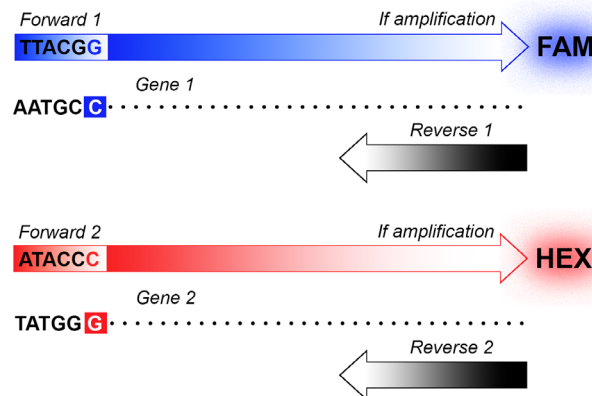 Forward 1 If amplification
TTACGG FAM
Gene 1
AATGCC
Reverse 1
Forward 2 If amplification
ATACCC HEX
Gene 2
TATGGG
Reverse 2